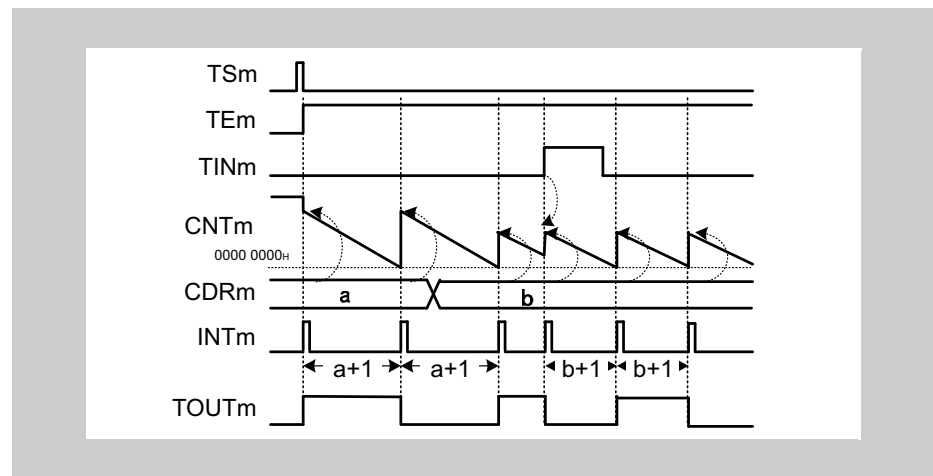 TSm
TEm
TINm
CNTm
0000 0000H
CDRm
a
b
INTm
a+1
a+1
b+1
b+1
TOUTm